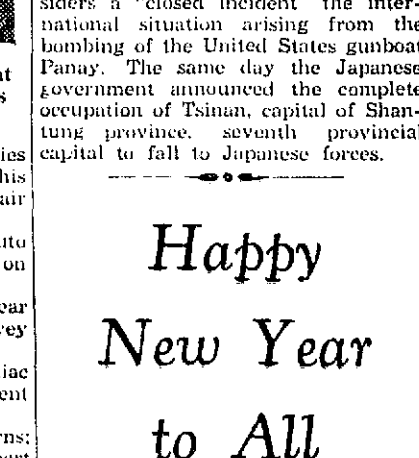 siders a "closed incident" the inter-
national situation arising from the
bombing of the United States gunboat
Panay. The same day the Japanese
government announced the complete
occupation of Tsinan, capital of Shan-
tung province, seventh provincial
capital to fall to Japanese forces.
Happy
New Year
to All